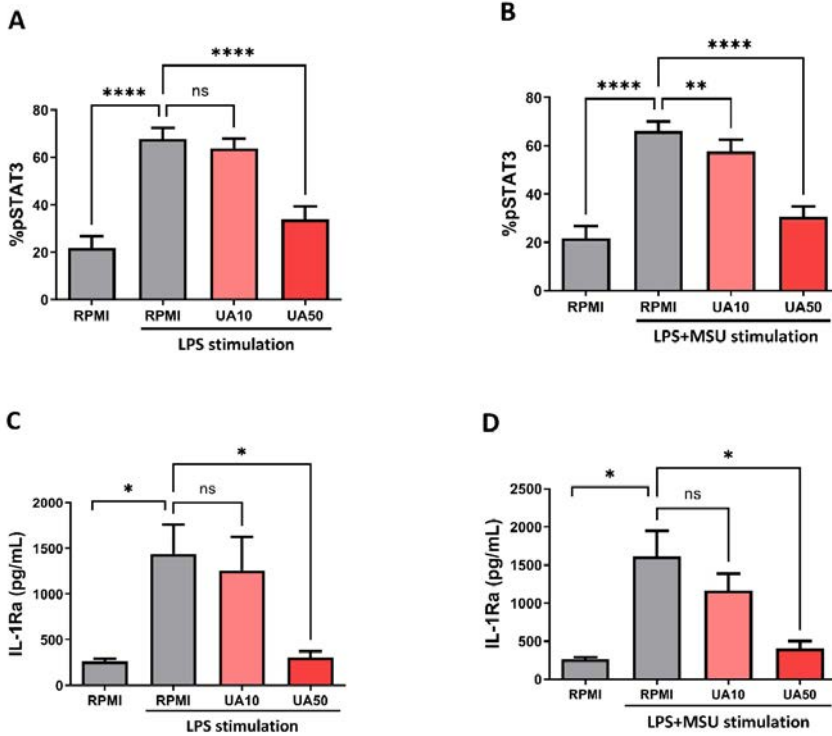 A
****
****
ns
80
60
40
20
0
%pSTAT3
RPMI RPMI UA10 UA50
LPS stimulation
B
****
**** **
80
60
40
20
0
%pSTAT3
RPMI RPMI UA10 UA50
LPS+MSU stimulation
C
*
* ns
2000
1500
1000
500
0
IL-1Ra (pg/mL)
RPMI RPMI UA10 UA50
LPS stimulation
D
*
* ns
2500
2000
1500
1000
500
0
IL-1Ra (pg/mL)
RPMI RPMI UA10 UA50
LPS+MSU stimulation